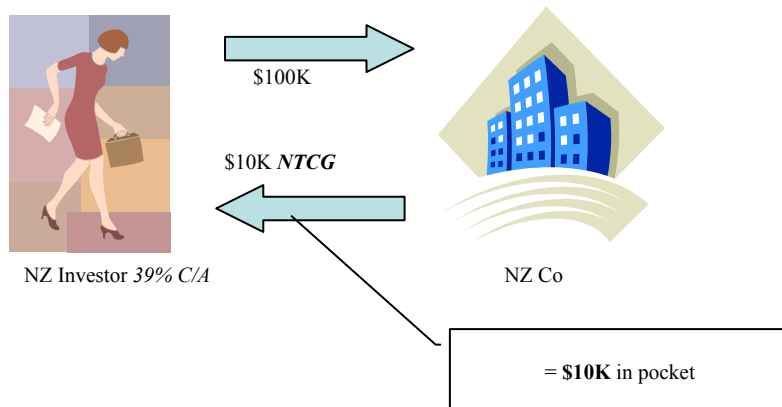 $100K
$10K NTCG
NZ Investor 39% C/A
NZ Co
= $10K in pocket